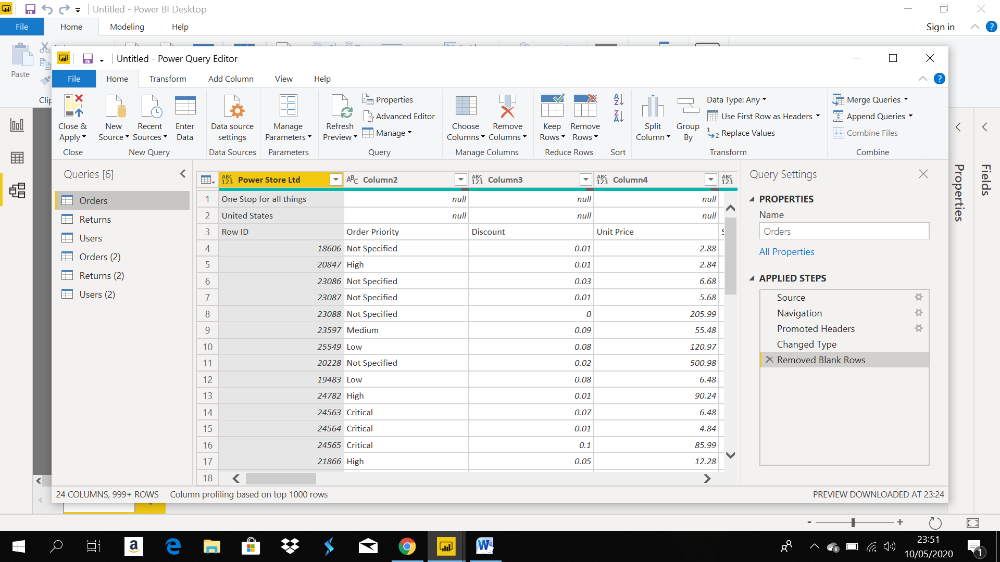 Untitled - Power BI Desktop
File Home Modeling Help Sign in
Paste
Clip
Untitled - Power Query Editor
File Home Transform Add Column View Help
Close & Apply
Close
New Source
Recent Sources
Enter Data
New Query
Data source settings
Data Sources
Manage Parameters
Parameters
Refresh Preview
Properties
Advanced Editor
Manage
Query
Choose Columns
Remove Columns
Manage Columns
Keep Rows
Remove Rows
Reduce Rows
Sort
Split Column
Group By
Data Type: Any
Use First Row as Headers
Replace Values
Transform
Merge Queries
Append Queries
Combine Files
Combine
Queries [6]
Orders
Returns
Users
Orders (2)
Returns (2)
Users (2)
ABC 123 Power Store Ltd ABC Column2 ABC 123 Column3 ABC 123 Column4 ABC 123
1 One Stop for all things null null null
2 United States null null null
3 Row ID Order Priority Discount Unit Price
4 18606 Not Specified 0.01 2.88
5 20847 High 0.01 2.84
6 23086 Not Specified 0.03 6.68
7 23087 Not Specified 0.01 5.68
8 23088 Not Specified 0 205.99
9 23597 Medium 0.09 55.48
10 25549 Low 0.08 120.97
11 20228 Not Specified 0.02 500.98
12 19483 Low 0.08 6.48
13 24782 High 0.01 90.24
14 24563 Critical 0.07 6.48
15 24564 Critical 0.01 4.84
16 24565 Critical 0.1 85.99
17 21866 High 0.05 12.28
18
Query Settings
PROPERTIES
Name
Orders
All Properties
APPLIED STEPS
Source
Navigation
Promoted Headers
Changed Type
Removed Blank Rows
Properties
Fields
24 COLUMNS, 999+ ROWS Column profiling based on top 1000 rows PREVIEW DOWNLOADED AT 23:24
23:51
10/05/2020
1